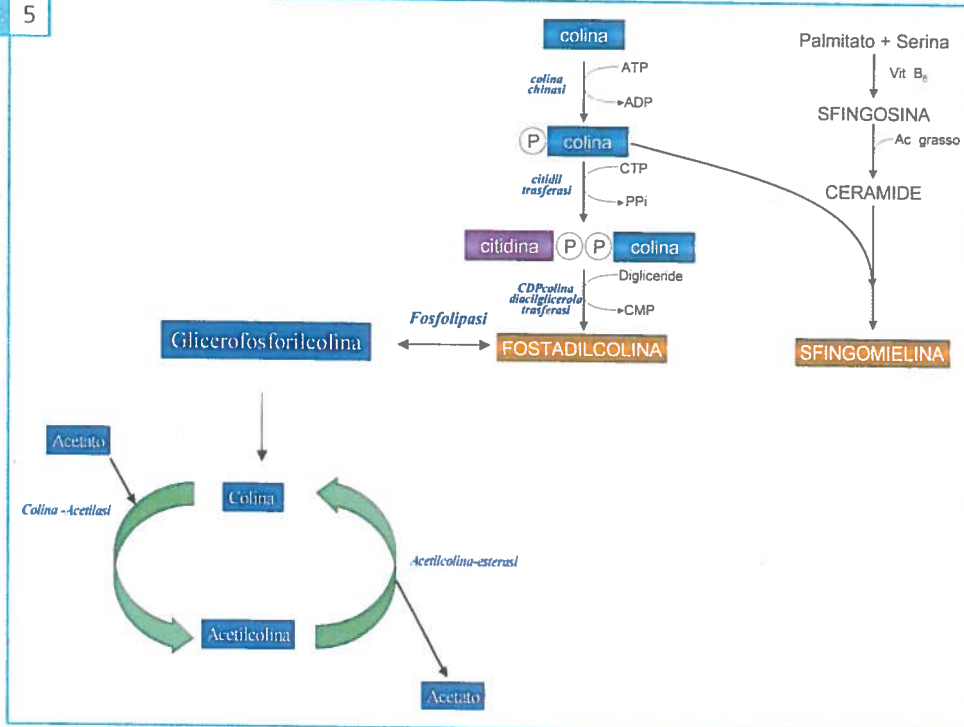 5
colina
colina
chinasi
ATP
ADP
P colina
citidil
trasferasi
CTP
PPi
citidina P P colina
CDPcolina
diacilglicerolo
trasferasi
Digliceride
CMP
FOSTADILCOLINA
Palmitato + Serina
Vit B6
SFINGOSINA
Ac grasso
CERAMIDE
SFINGOMIELINA
Fosfolipasi
Glicerofosforilcolina
Acetato
Colina -Acetilasi
Colina
Acetilcolina-esterasi
Acetilcolina
Acetato